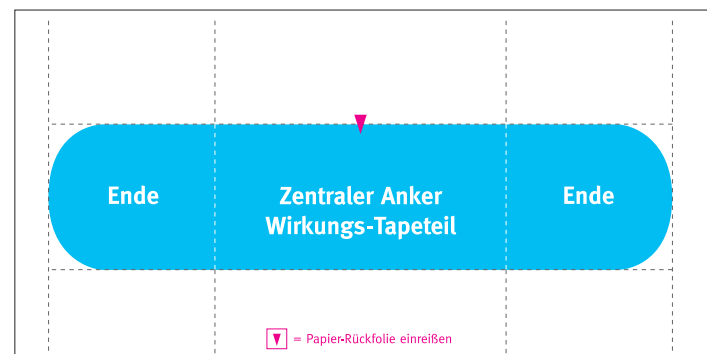 Ende
Zentraler Anker
Wirkungs-Tapeteil
Ende
= Papier-Rückfolie einreißen